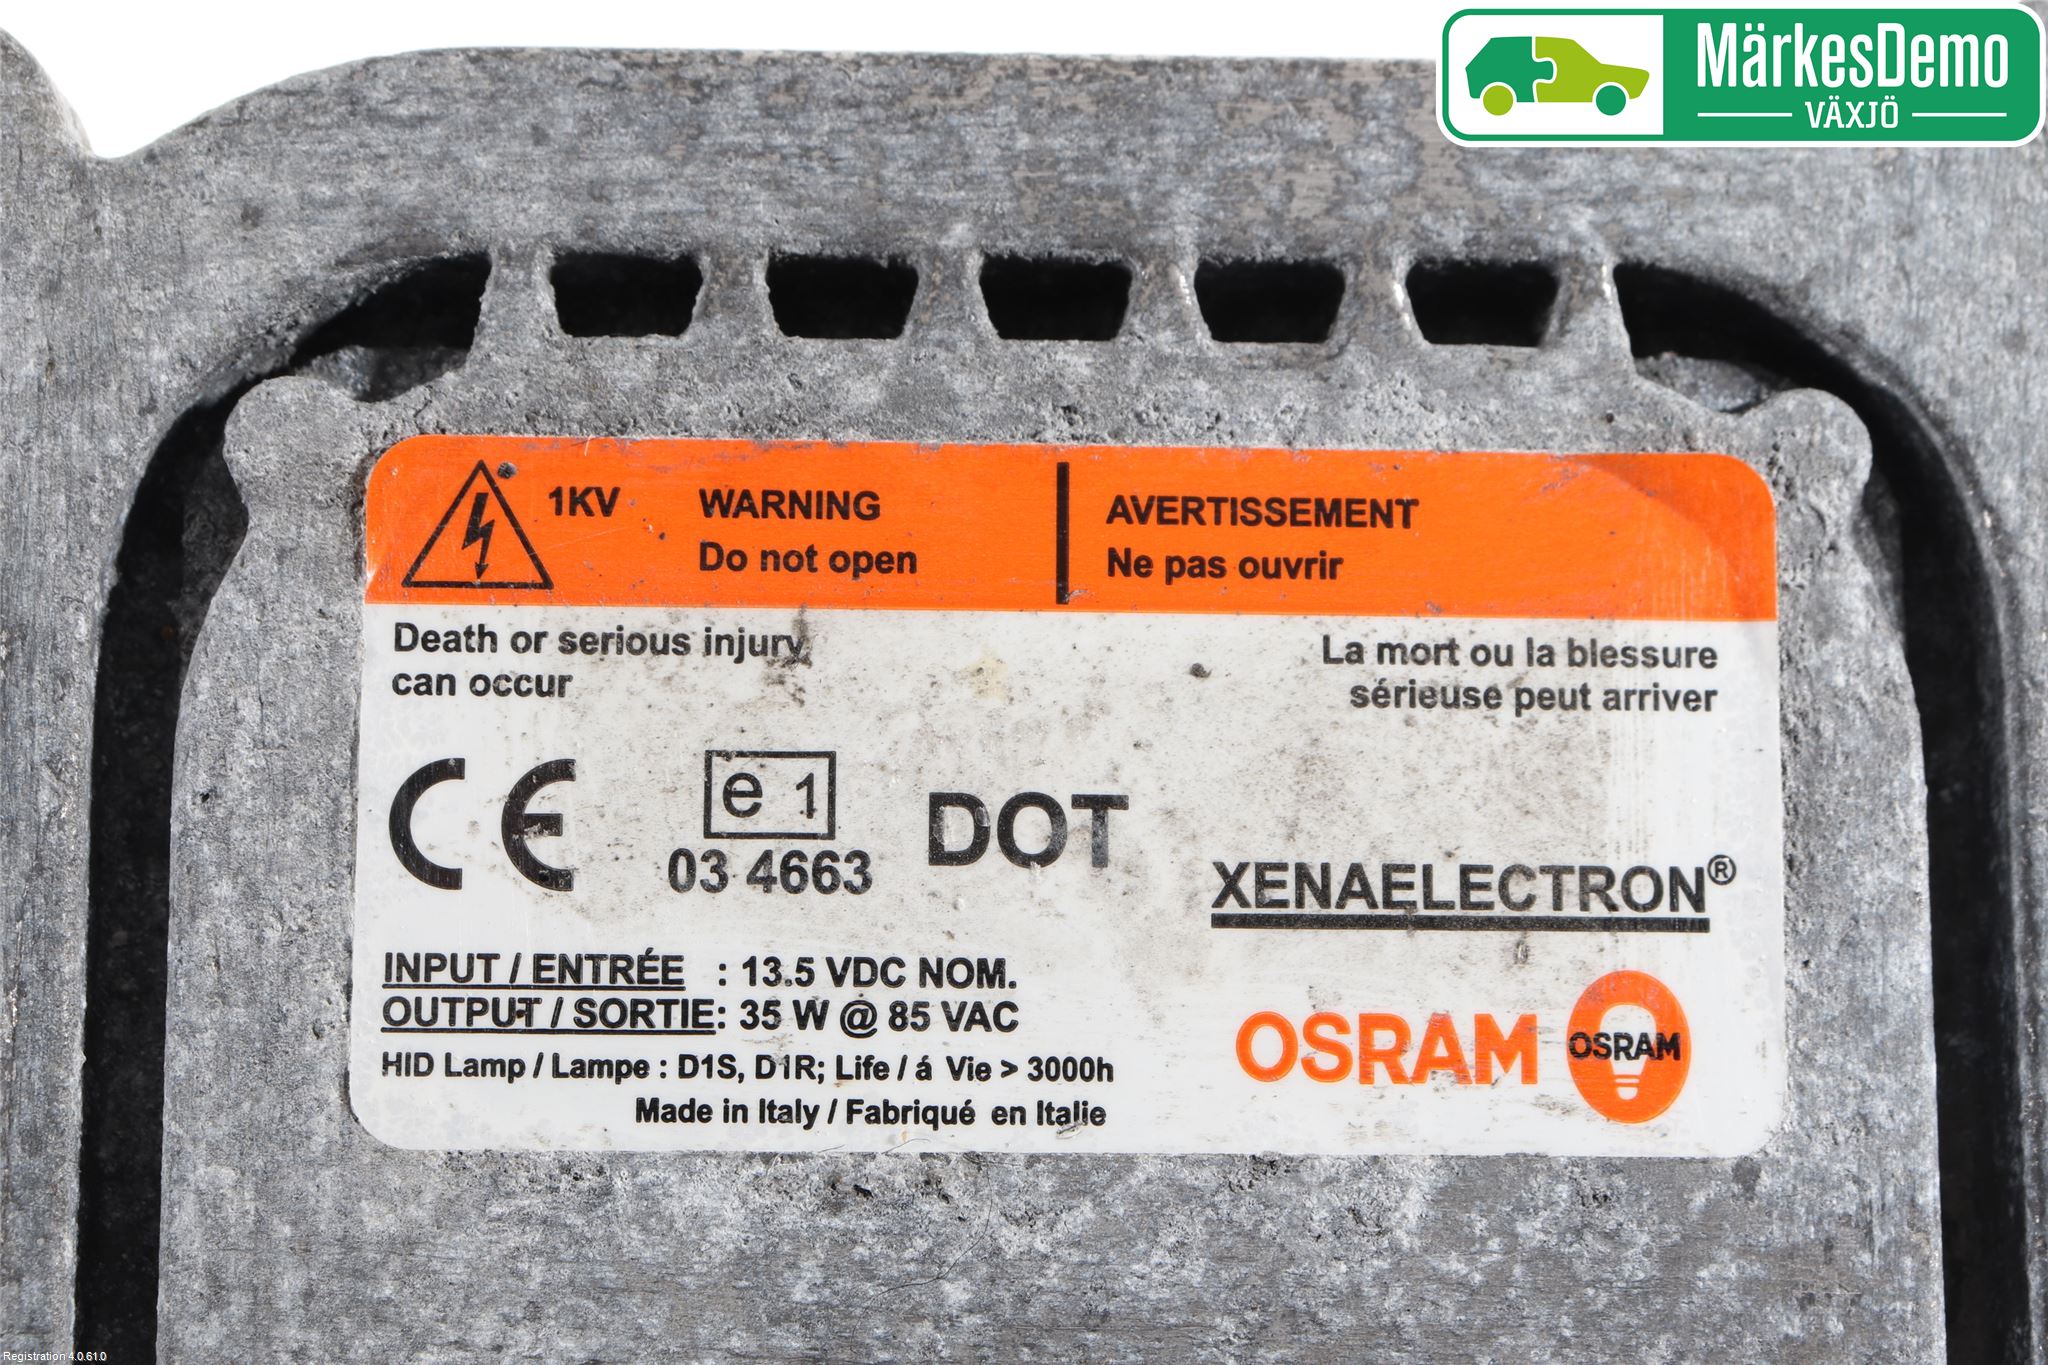 MärkesDemo
VÄXJÖ
1KV WARNING AVERTISSEMENT
Do not open Ne pas ouvrir
Death or serious injury La mort ou la blessure
can occur sérieuse peut arriver
CE e 1 DOT
03 4663 XENAELECTRON®
INPUT / ENTRÉE : 13.5 VDC NOM.
OUTPUT / SORTIE: 35 W @ 85 VAC
OSRAM OSRAM
HID Lamp / Lampe : D1S, D1R; Life / á Vie > 3000h
Made in Italy / Fabriqué en Italie
Registration 4.0.61.0